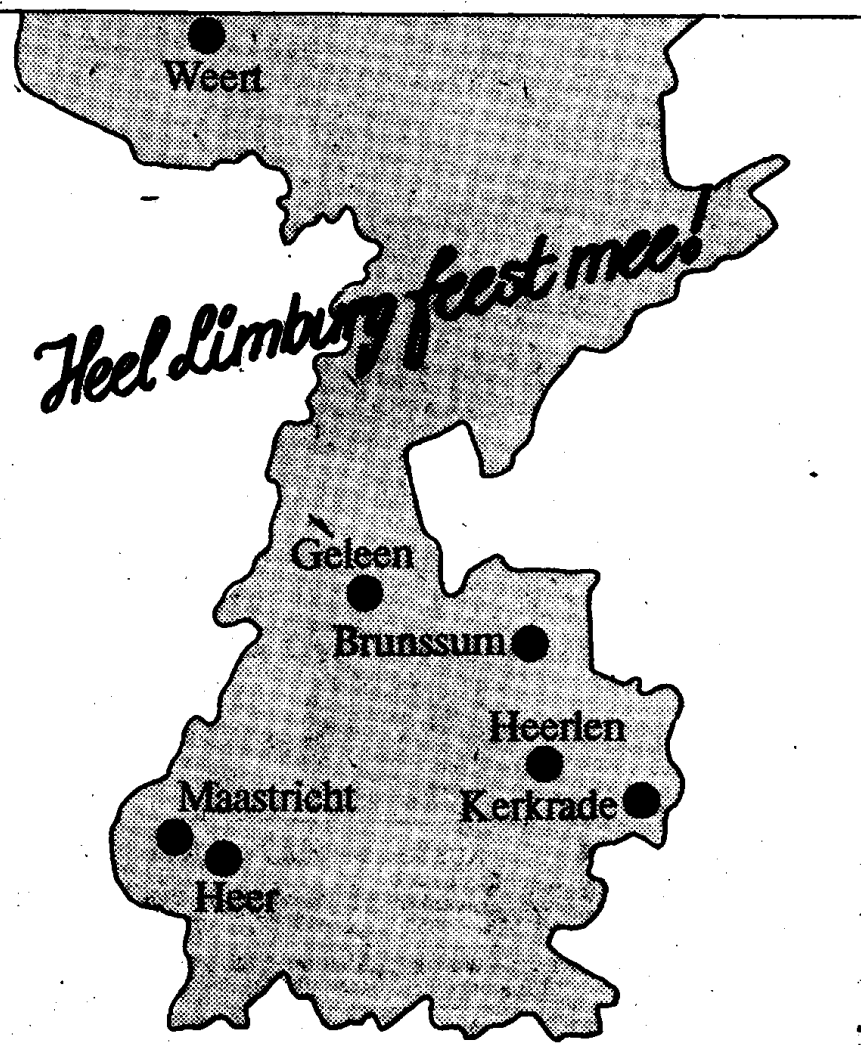 Weert
Heel Limburg feest mee!
Geleen
Brunssum
Heerlen
Kerkrade
Maastricht
Heer